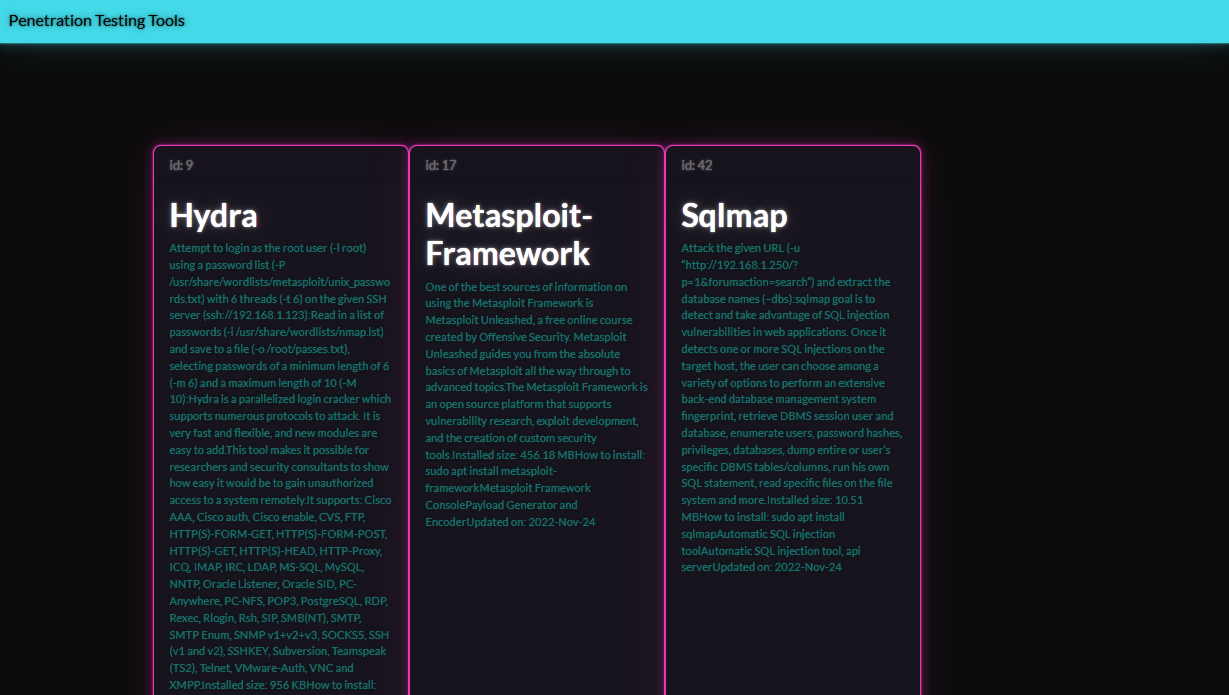 Penetration Testing Tools
id: 9
Hydra
Attempt to login as the root user (-l root)
using a password list (-P
/usr/share/wordlists/metasploit/unix_passwo
rds.txt) with 6 threads (-t 6) on the given SSH
server (ssh://192.168.1.123):Read in a list of
passwords (-i /usr/share/wordlists/nmap.lst)
and save to a file (-o /root/passes.txt),
selecting passwords of a minimum length of 6
(-m 6) and a maximum length of 10 (-M
10):Hydra is a parallelized login cracker which
supports numerous protocols to attack. It is
very fast and flexible, and new modules are
easy to add.This tool makes it possible for
researchers and security consultants to show
how easy it would be to gain unauthorized
access to a system remotely.It supports: Cisco
AAA, Cisco auth, Cisco enable, CVS, FTP,
HTTP(S)-FORM-GET, HTTP(S)-FORM-POST,
HTTP(S)-GET, HTTP(S)-HEAD, HTTP-Proxy,
ICQ, IMAP, IRC, LDAP, MS-SQL, MySQL,
NNTP, Oracle Listener, Oracle SID, PC-
Anywhere, PC-NFS, POP3, PostgreSQL, RDP,
Rexec, Rlogin, Rsh, SIP, SMB(NT), SMTP,
SMTP Enum, SNMP v1+v2+v3, SOCKS5, SSH
(v1 and v2), SSHKEY, Subversion, Teamspeak
(TS2), Telnet, VMware-Auth, VNC and
XMPP.Installed size: 956 KBHow to install:
id: 17
Metasploit-
Framework
One of the best sources of information on
using the Metasploit Framework is
Metasploit Unleashed, a free online course
created by Offensive Security. Metasploit
Unleashed guides you from the absolute
basics of Metasploit all the way through to
advanced topics.The Metasploit Framework is
an open source platform that supports
vulnerability research, exploit development,
and the creation of custom security
tools.Installed size: 456.18 MBHow to install:
sudo apt install metasploit-
frameworkMetasploit Framework
ConsolePayload Generator and
EncoderUpdated on: 2022-Nov-24
id: 42
Sqlmap
Attack the given URL (-u
“http://192.168.1.250/?
p=1&forumaction=search”) and extract the
database names (–dbs):sqlmap goal is to
detect and take advantage of SQL injection
vulnerabilities in web applications. Once it
detects one or more SQL injections on the
target host, the user can choose among a
variety of options to perform an extensive
back-end database management system
fingerprint, retrieve DBMS session user and
database, enumerate users, password hashes,
privileges, databases, dump entire or user’s
specific DBMS tables/columns, run his own
SQL statement, read specific files on the file
system and more.Installed size: 10.51
MBHow to install: sudo apt install
sqlmapAutomatic SQL injection
toolAutomatic SQL injection tool, api
serverUpdated on: 2022-Nov-24